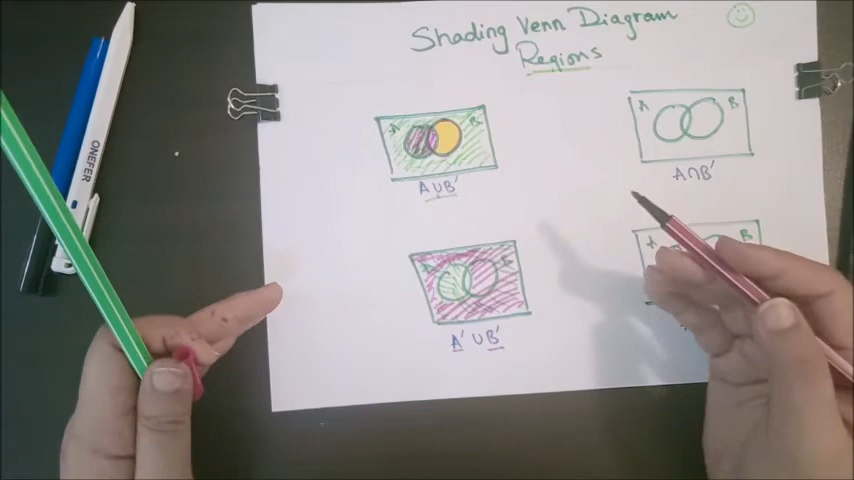 Shading Venn Diagram
Regions
A B
A B
A∪B'
A∩B'
B
A'∪B'
ONEFER